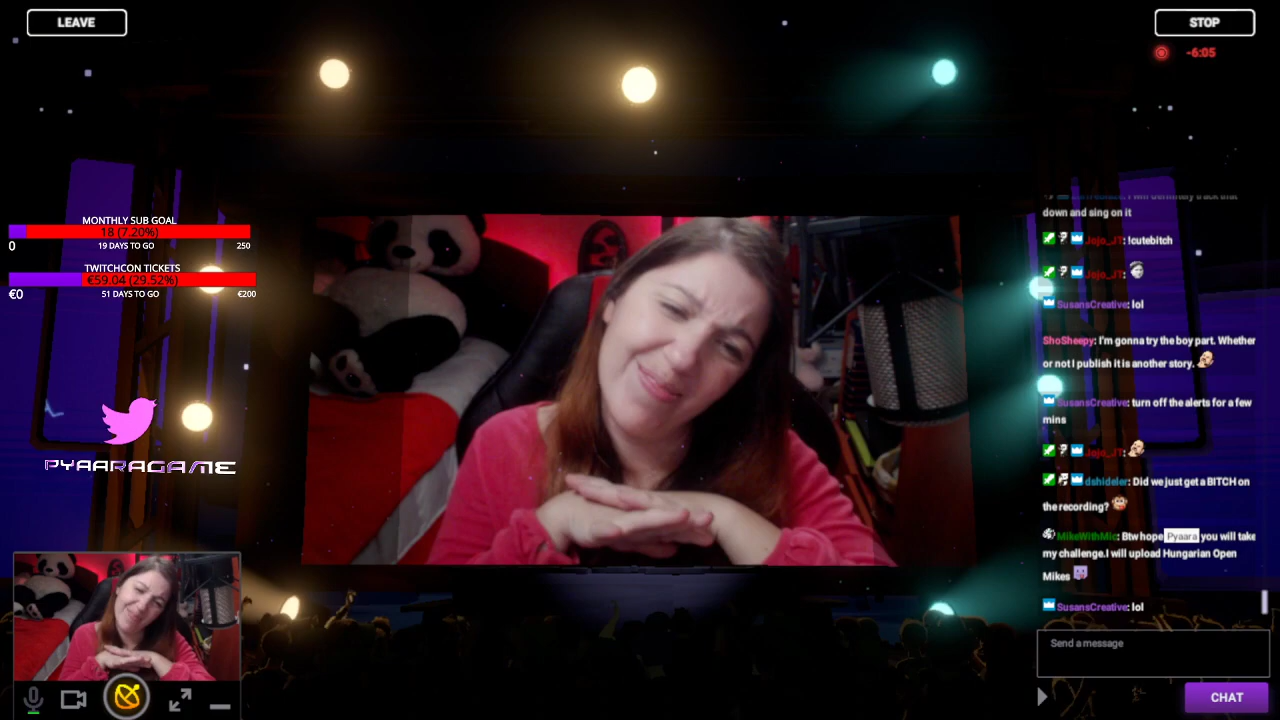 LEAVE
STOP
-6:05
MONTHLY SUB GOAL
18 (7.20%)
0
19 DAYS TO GO
250
TWITCHCON TICKETS
€59.04 (29.52%)
€0
51 DAYS TO GO
€200
PYAARAGAME
down and sing on it
Jojo_JT: !cutebitch
Jojo_JT:
SusansCreative: lol
ShoSheepy: I'm gonna try the boy part. Whether
or not I publish it is another story.
SusansCreative: turn off the alerts for a few
mins
Jojo_JT:
dshideler: Did we just get a BITCH on
the recording?
MikeWithMic: Btw hope Pyaara you will take
my challenge.I will upload Hungarian Open
Mikes
SusansCreative: lol
Send a message
CHAT